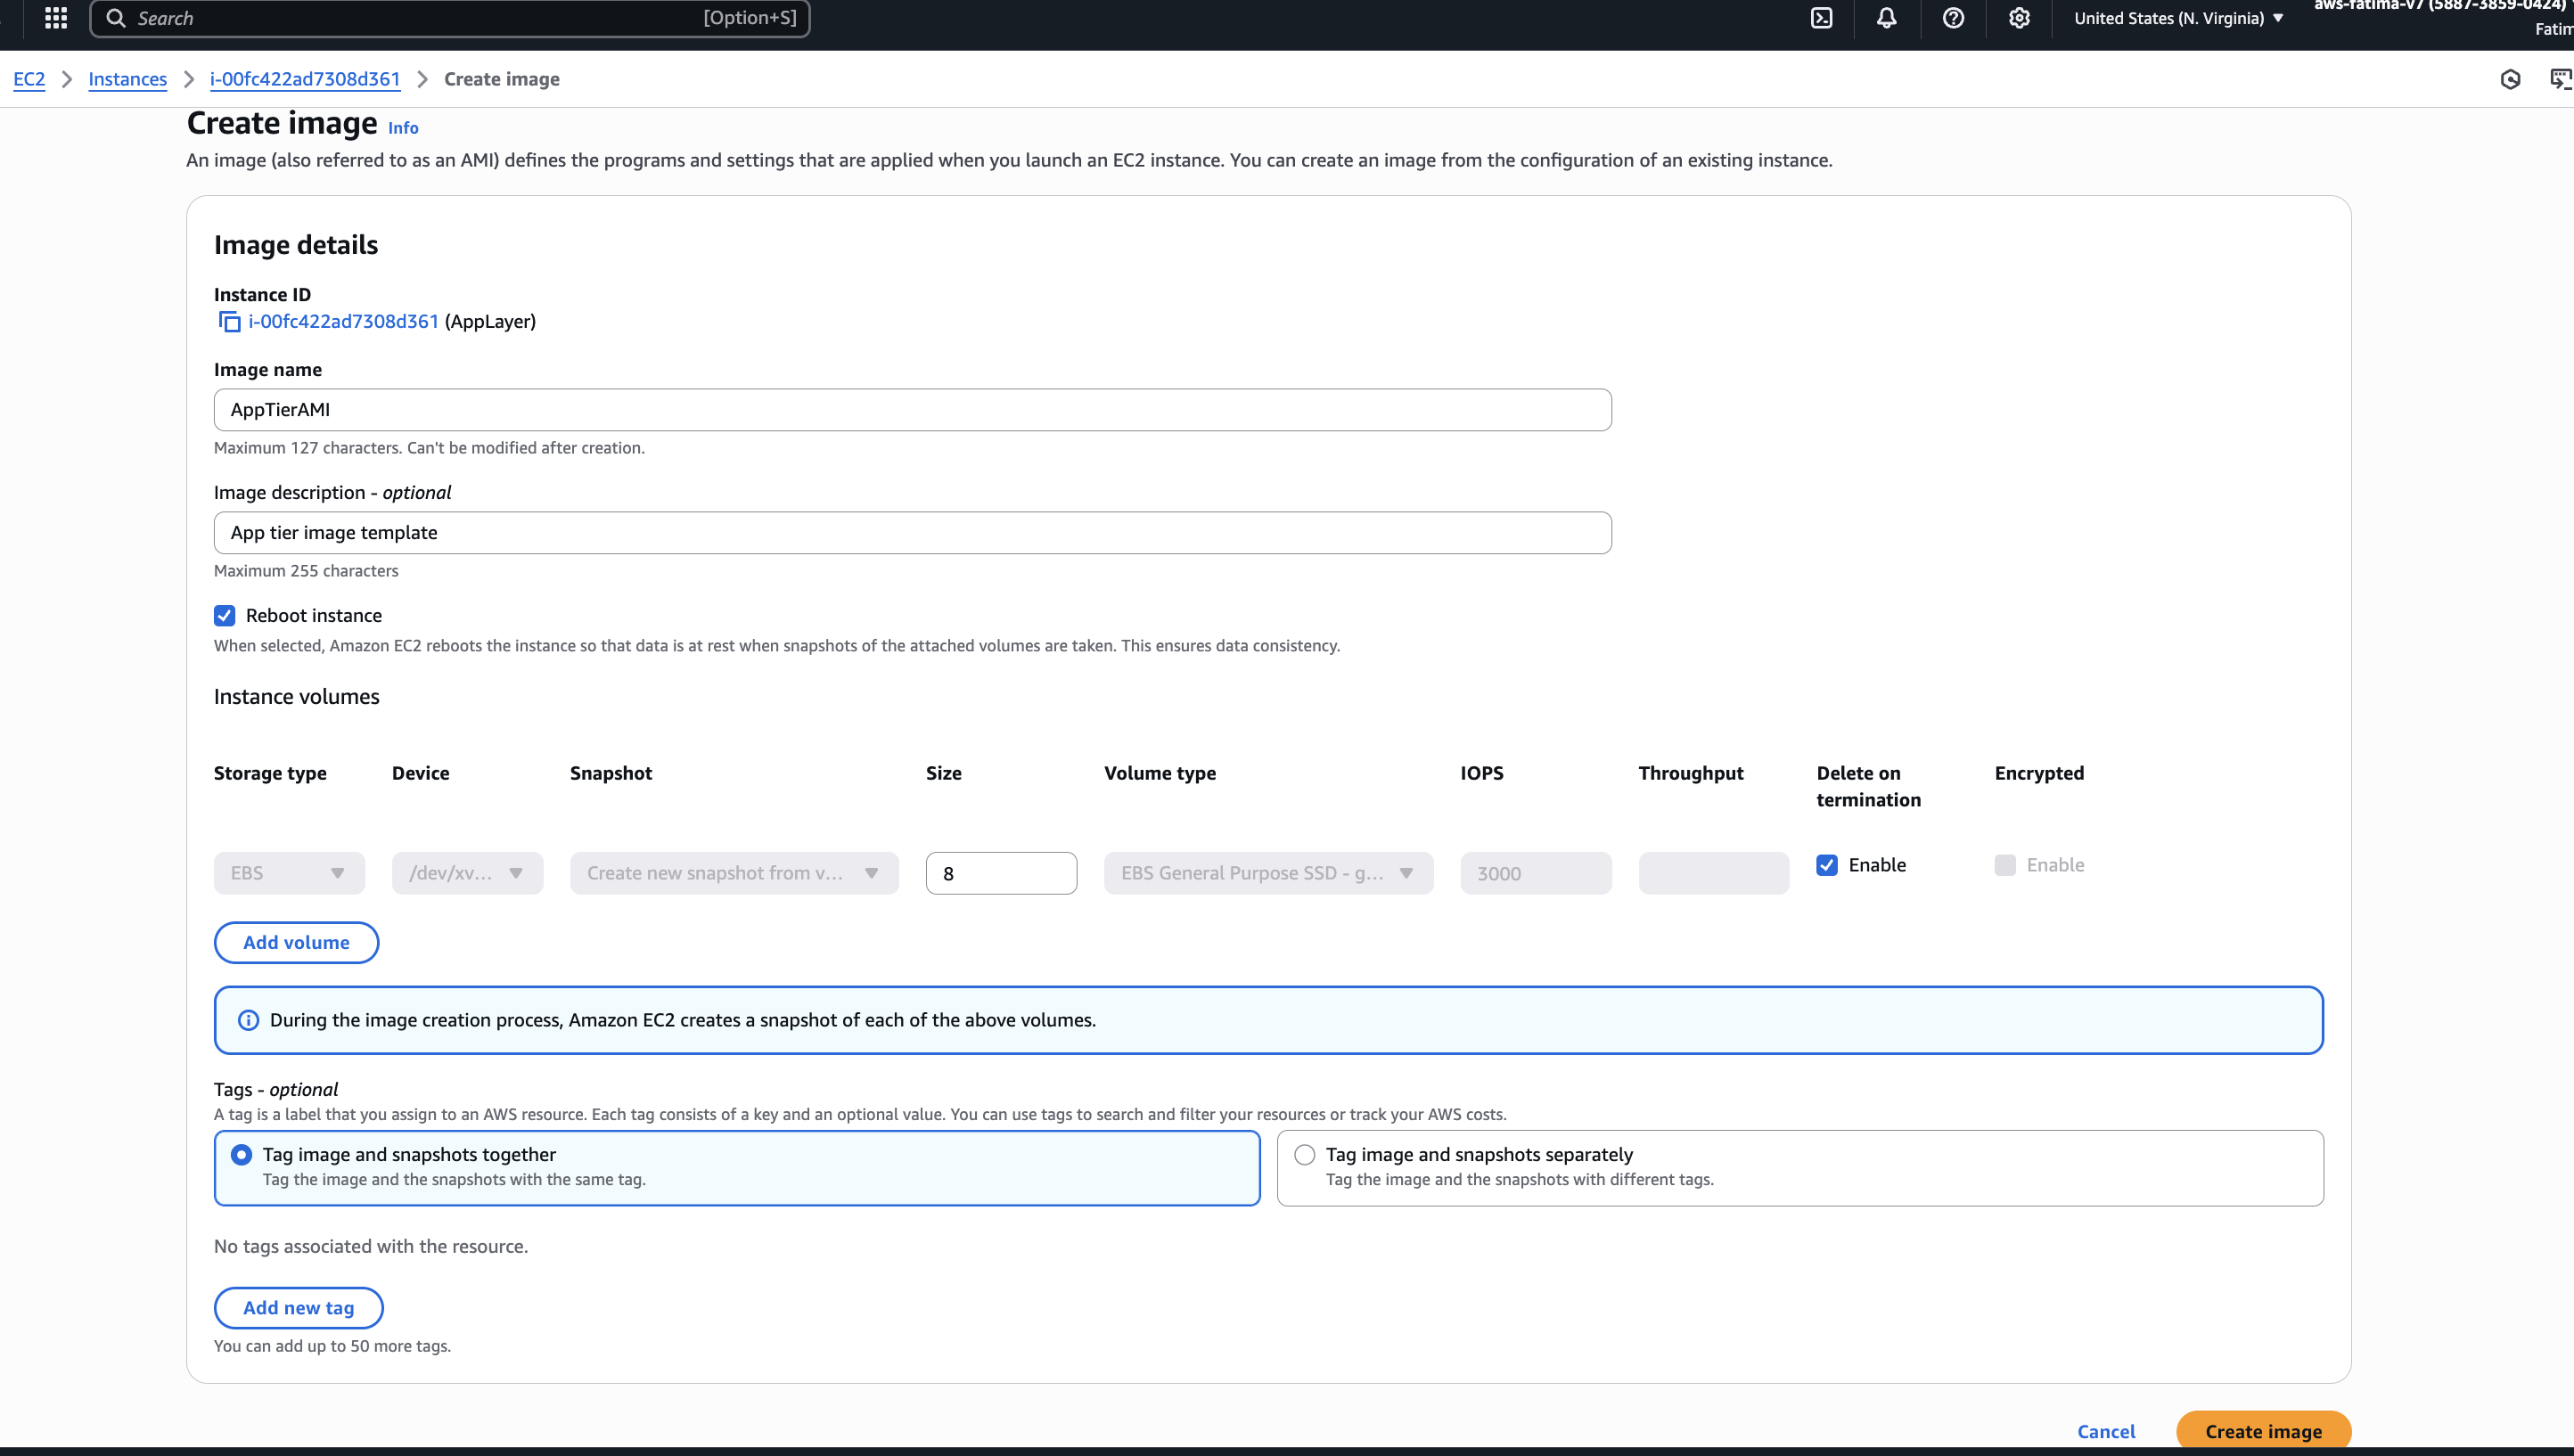 Search [Option+S] United States (N. Virginia) aws-fatima-v7 (5887-3859-0424)
EC2 Instances i-00fc422ad7308d361 Create image
Create image Info
An image (also referred to as an AMI) defines the programs and settings that are applied when you launch an EC2 instance. You can create an image from the configuration of an existing instance.
Image details
Instance ID
i-00fc422ad7308d361 (AppLayer)
Image name
AppTierAMI
Maximum 127 characters. Can't be modified after creation.
Image description - optional
App tier image template
Maximum 255 characters
Reboot instance
When selected, Amazon EC2 reboots the instance so that data is at rest when snapshots of the attached volumes are taken. This ensures data consistency.
Instance volumes
Storage type Device Snapshot Size Volume type IOPS Throughput Delete on termination Encrypted
EBS /dev/xv... Create new snapshot from v... 8 EBS General Purpose SSD - g... 3000 Enable Enable
Add volume
During the image creation process, Amazon EC2 creates a snapshot of each of the above volumes.
Tags - optional
A tag is a label that you assign to an AWS resource. Each tag consists of a key and an optional value. You can use tags to search and filter your resources or track your AWS costs.
Tag image and snapshots together
Tag the image and the snapshots with the same tag.
Tag image and snapshots separately
Tag the image and the snapshots with different tags.
No tags associated with the resource.
Add new tag
You can add up to 50 more tags.
Cancel Create image